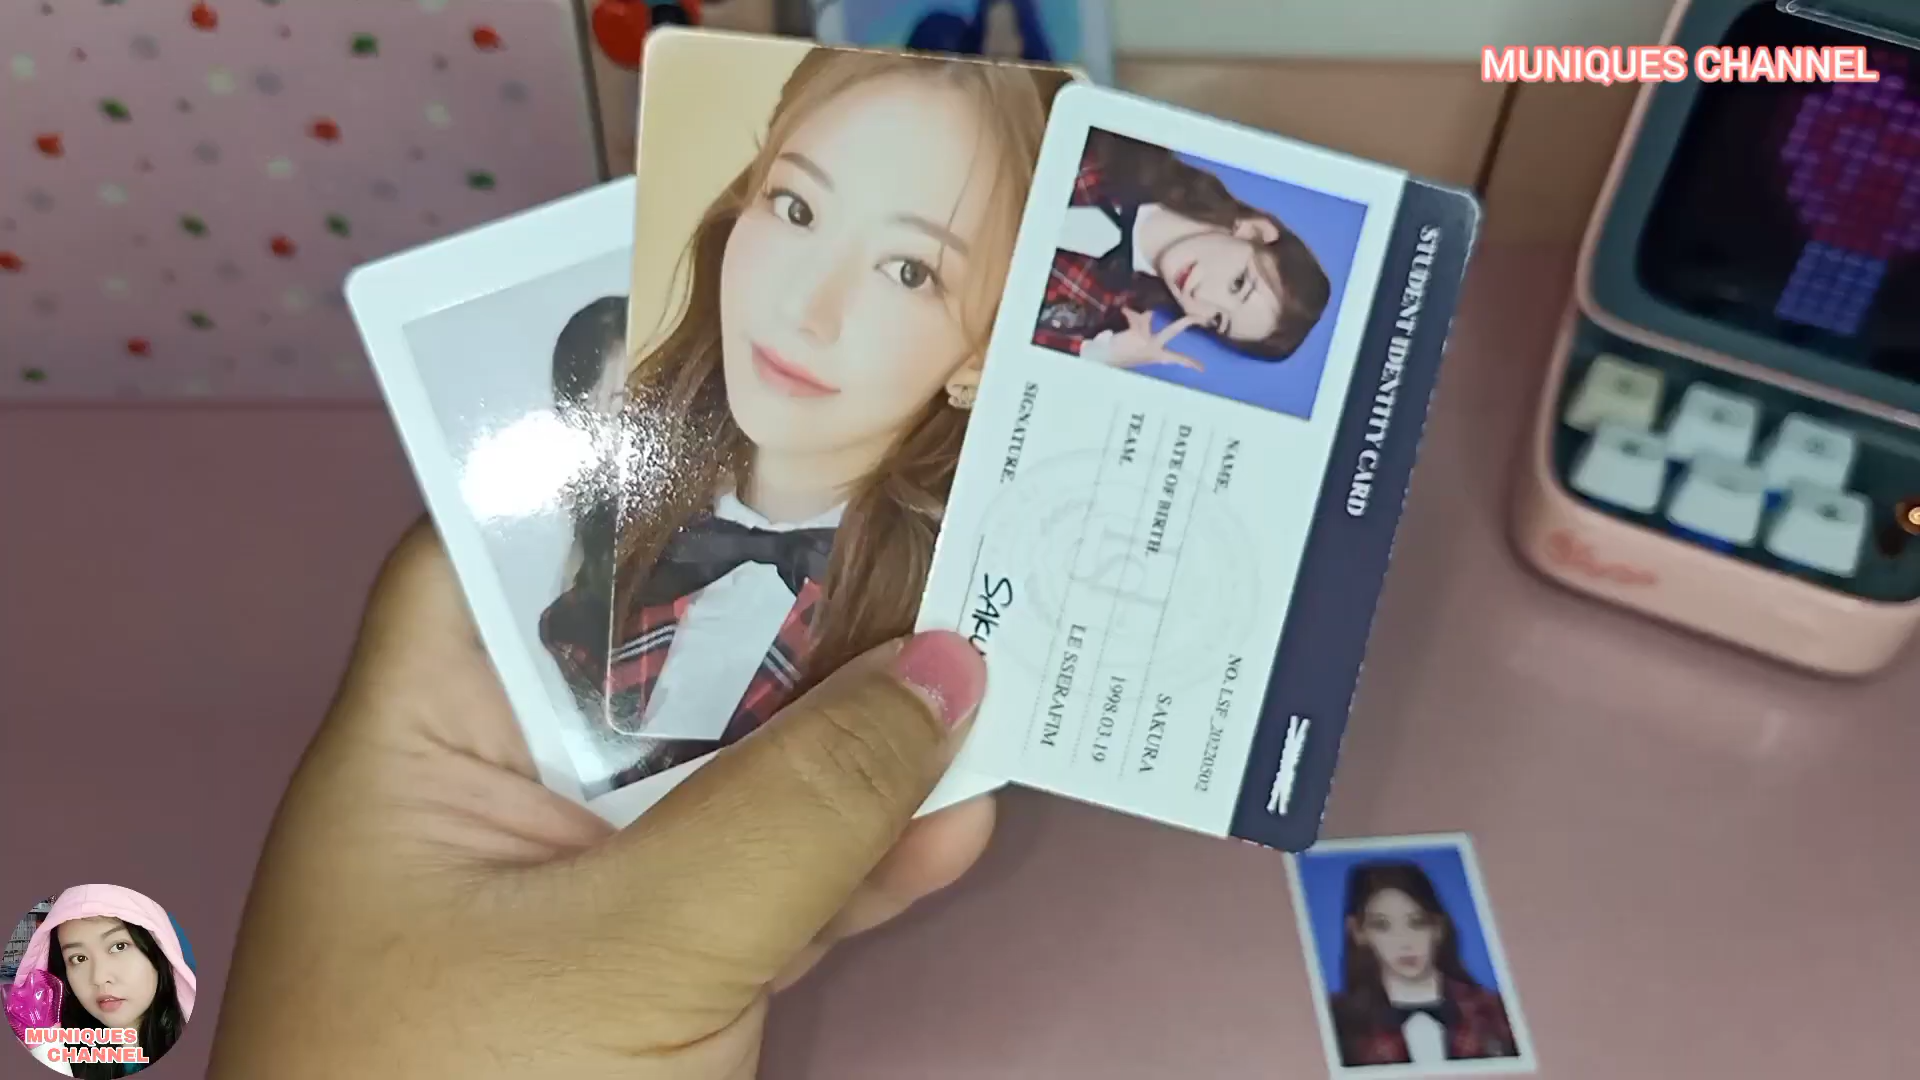 MUNIQUES CHANNEL
STUDENT IDENTITY CARD
NO. LSF_20220502
NAME. SAKURA
DATE OF BIRTH. 1998.03.19
TEAM. LE SSERAFIM
SIGNATURE.
MUNIQUES
CHANNEL